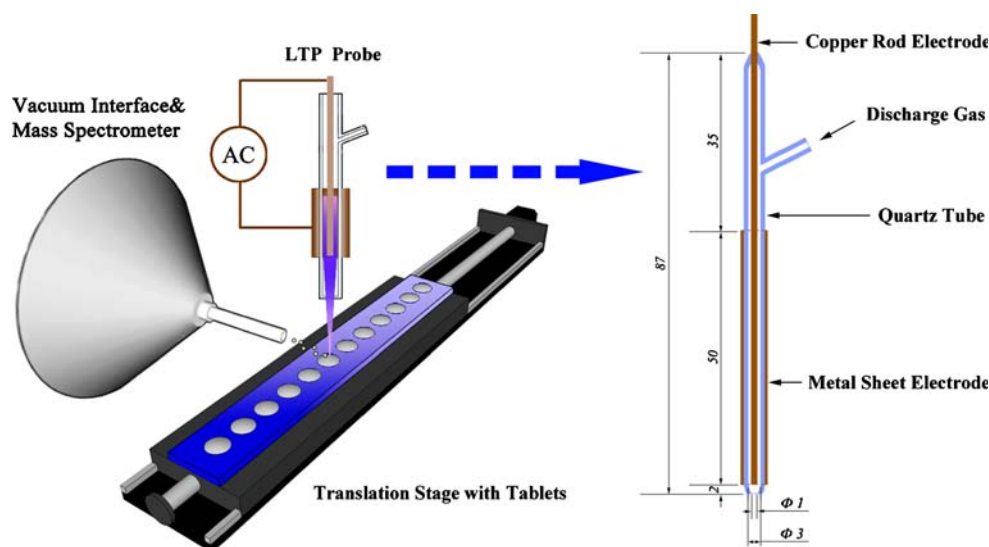 LTP Probe
Vacuum Interface&
Mass Spectrometer
AC
Translation Stage with Tablets
Copper Rod Electrode
Discharge Gas
Quartz Tube
Metal Sheet Electrode
35
87
50
2
Φ 1
Φ 3